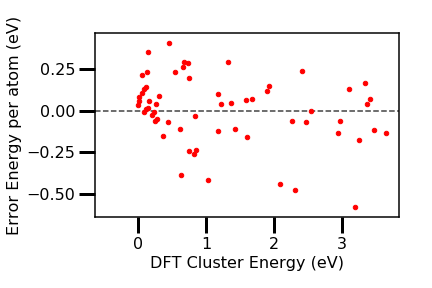 Error Energy per atom (eV)
0.25
0.00
−0.25
−0.50
0 1 2 3
DFT Cluster Energy (eV)